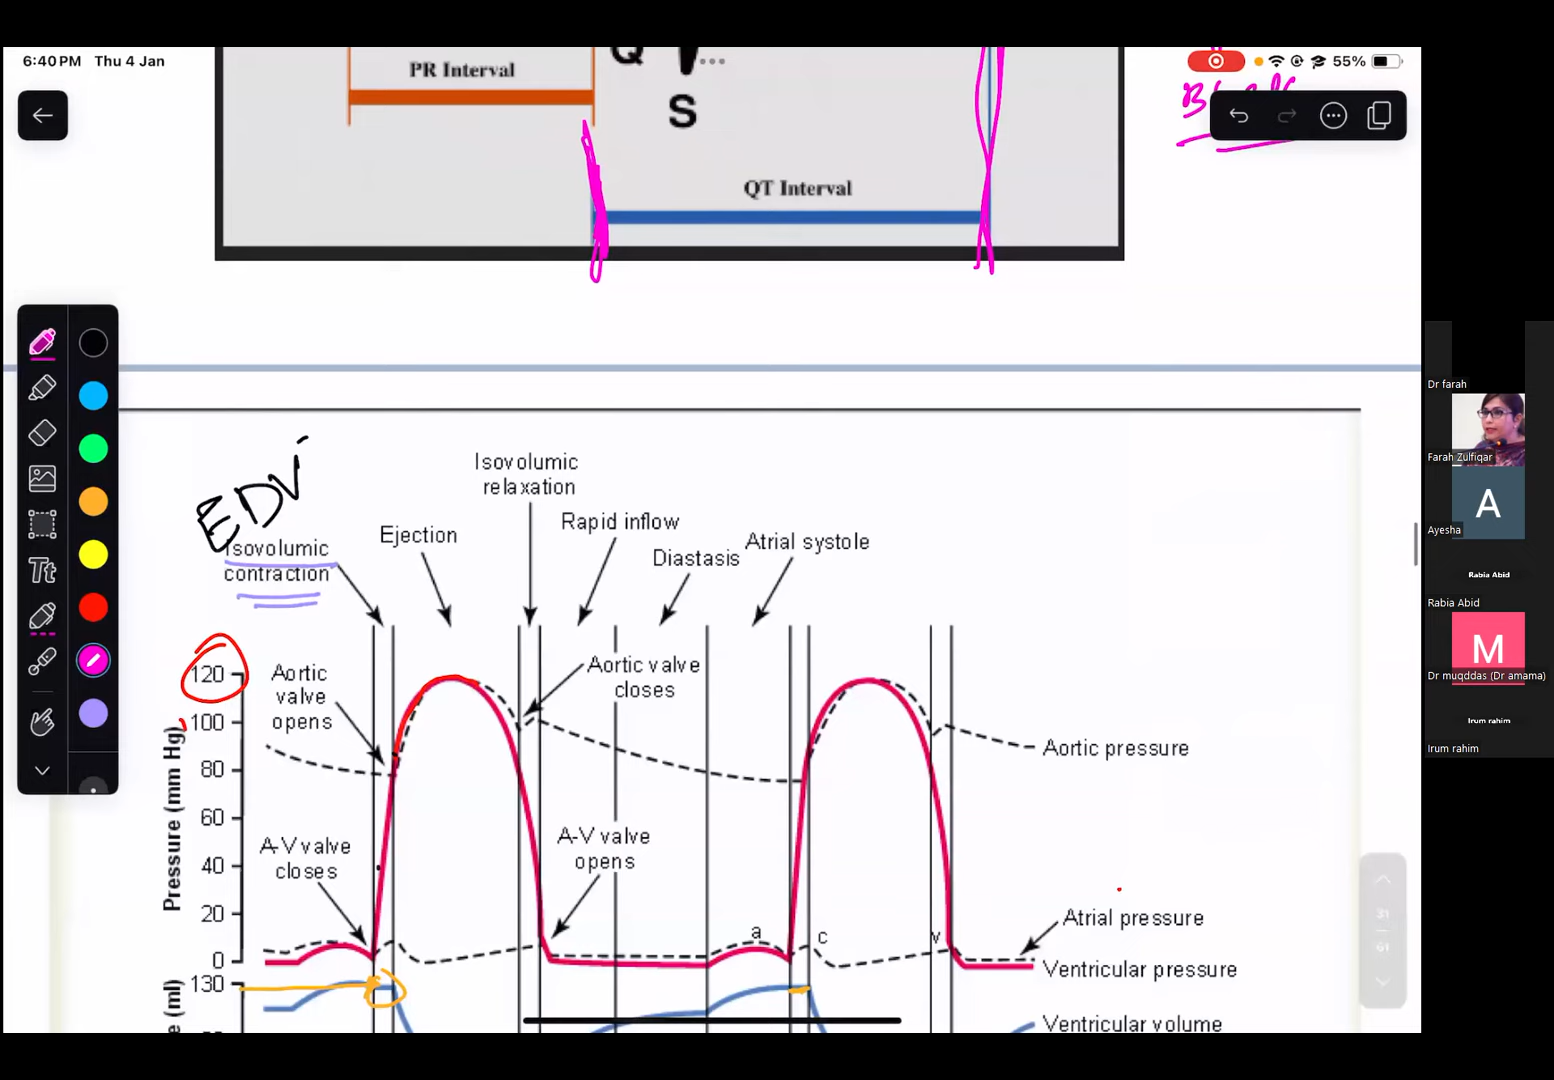 6:40 PM Thu 4 Jan
55%
PR Interval
Q
S
QT Interval
EDV
Isovolumic
relaxation
Rapid inflow
Ejection
Atrial systole
Diastasis
Isovolumic
contraction
120
100
80
60
40
20
0
130
Pressure (mm Hg)
Aortic
valve
opens
Aortic valve
closes
Aortic pressure
A-V valve
closes
A-V valve
opens
a
c
v
Atrial pressure
Ventricular pressure
Ventricular volume
(ml)
Tt
Dr farah
Farah Zulfiqar
A
Ayesha
Rabia Abid
Rabia Abid
M
Dr muqddas (Dr amama)
Irum rahim
Irum rahim